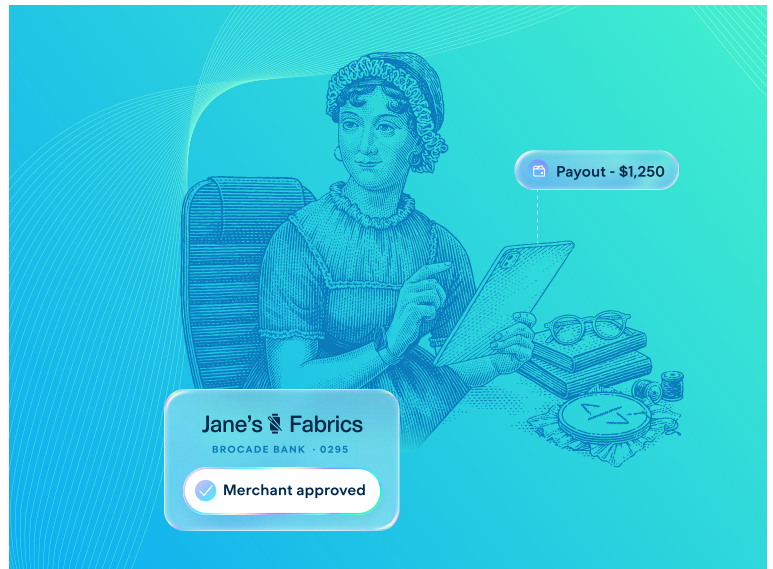 Payout - $1,250
Jane's Fabrics
BROCADE BANK · 0295
Merchant approved